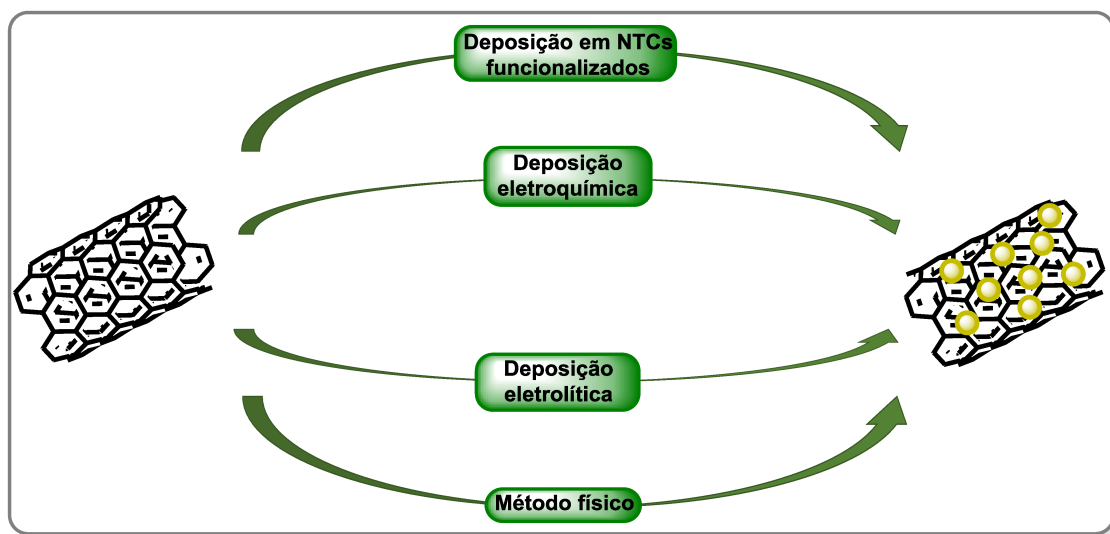 Deposição em NTCs
funcionalizados
Deposição
eletroquímica
Deposição
eletrolítica
Método físico